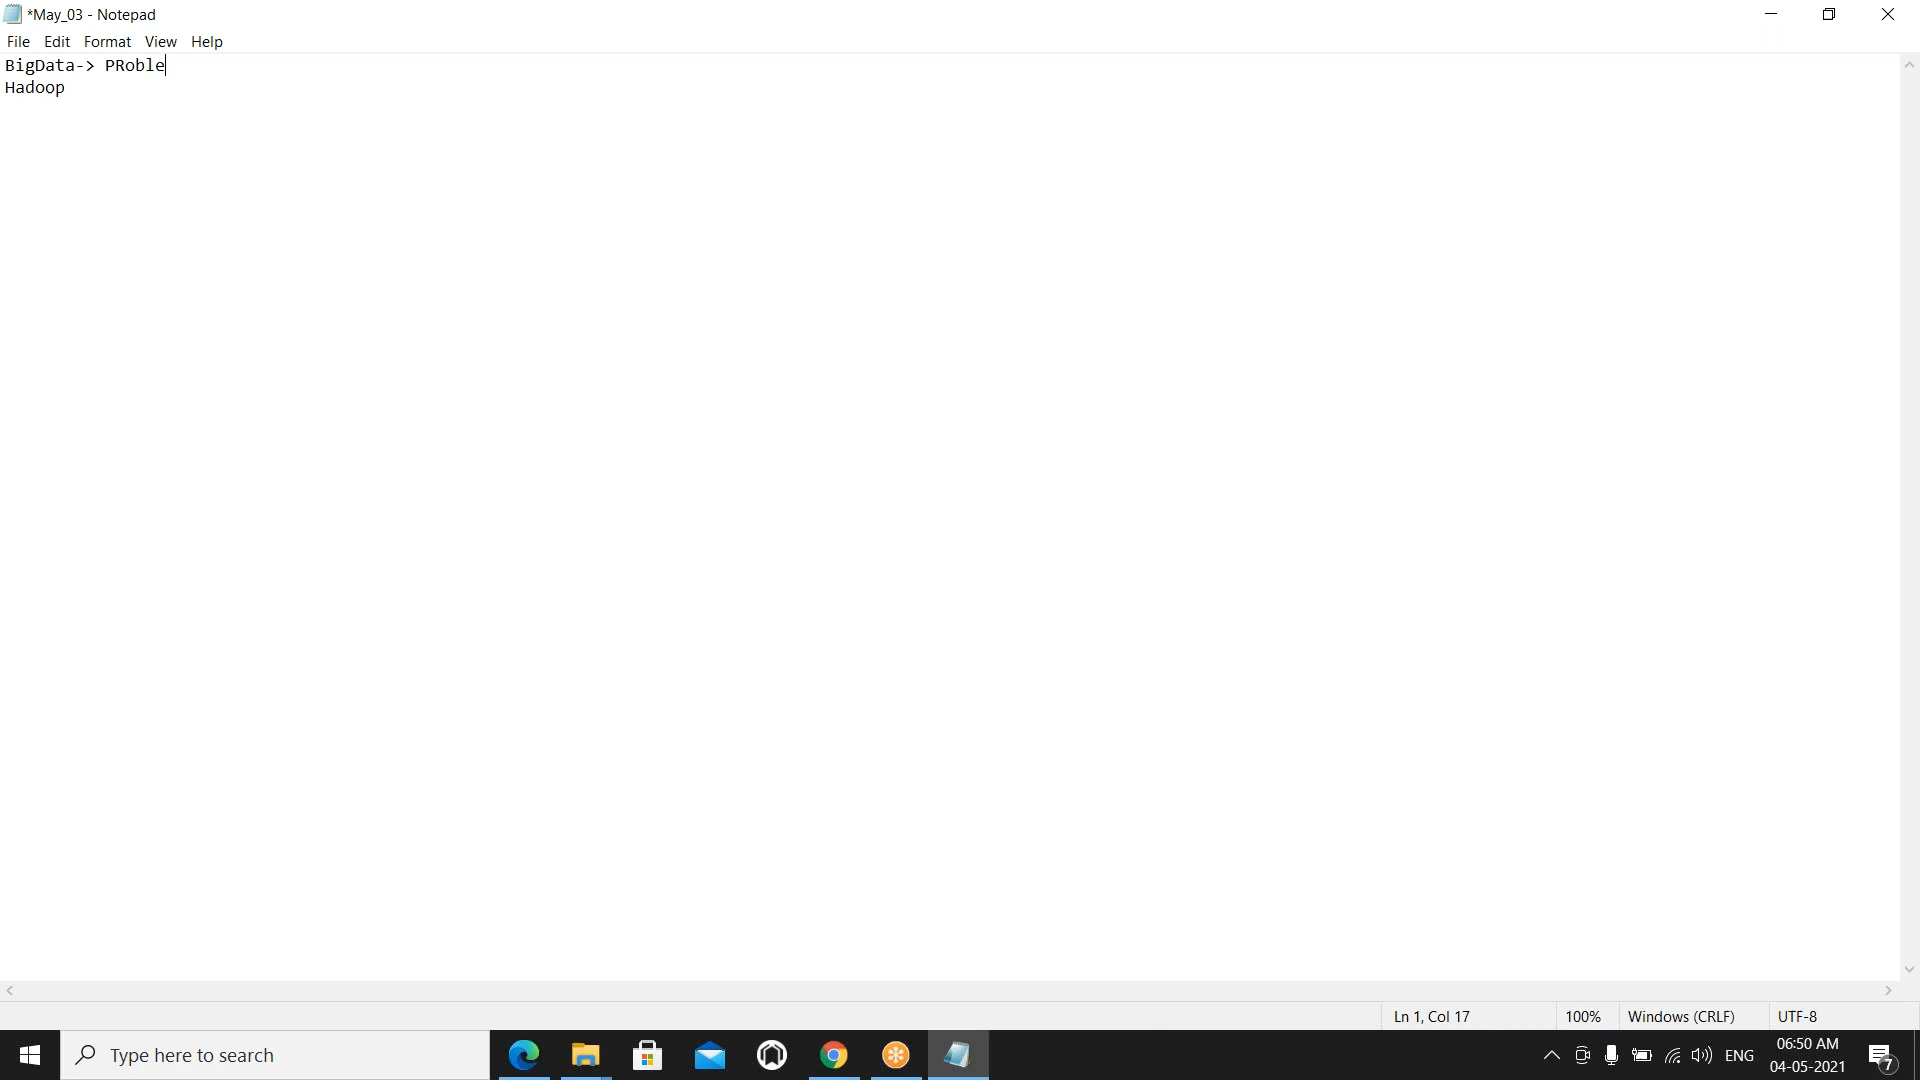 *May_03 - Notepad
File Edit Format View Help
BigData-> PRoble
Hadoop
Ln 1, Col 17 100% Windows (CRLF) UTF-8
Type here to search
ENG
06:50 AM
04-05-2021
7